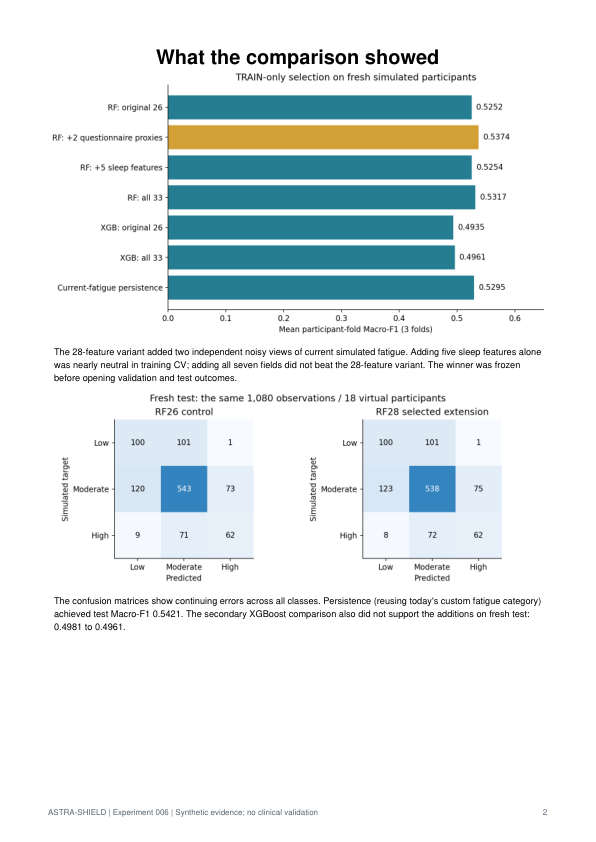 What the comparison showed
TRAIN-only selection on fresh simulated participants
RF: original 26 0.5252
RF: +2 questionnaire proxies 0.5374
RF: +5 sleep features 0.5254
RF: all 33 0.5317
XGB: original 26 0.4935
XGB: all 33 0.4961
Current-fatigue persistence 0.5295
0.0 0.1 0.2 0.3 0.4 0.5 0.6
Mean participant-fold Macro-F1 (3 folds)
The 28-feature variant added two independent noisy views of current simulated fatigue. Adding five sleep features alone
was nearly neutral in training CV; adding all seven fields did not beat the 28-feature variant. The winner was frozen
before opening validation and test outcomes.
Fresh test: the same 1,080 observations / 18 virtual participants
RF26 control
Simulated target
Low 100 101 1
Moderate 120 543 73
High 9 71 62
Low Moderate High
Predicted
RF28 selected extension
Simulated target
Low 100 101 1
Moderate 123 538 75
High 8 72 62
Low Moderate High
Predicted
The confusion matrices show continuing errors across all classes. Persistence (reusing today's custom fatigue category)
achieved test Macro-F1 0.5421. The secondary XGBoost comparison also did not support the additions on fresh test:
0.4981 to 0.4961.
ASTRA-SHIELD | Experiment 006 | Synthetic evidence; no clinical validation 2